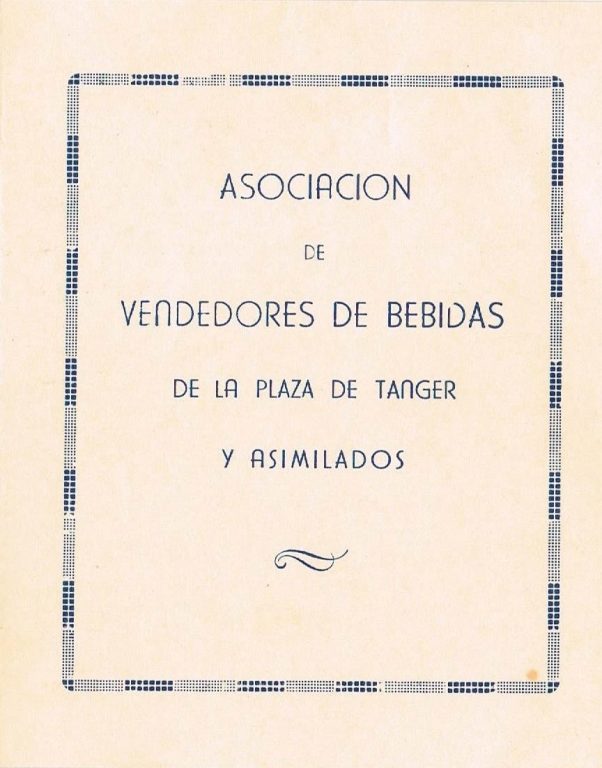 ASOCIACION
DE
VENDEDORES DE BEBIDAS
DE LA PLAZA DE TANGER
Y ASIMILADOS